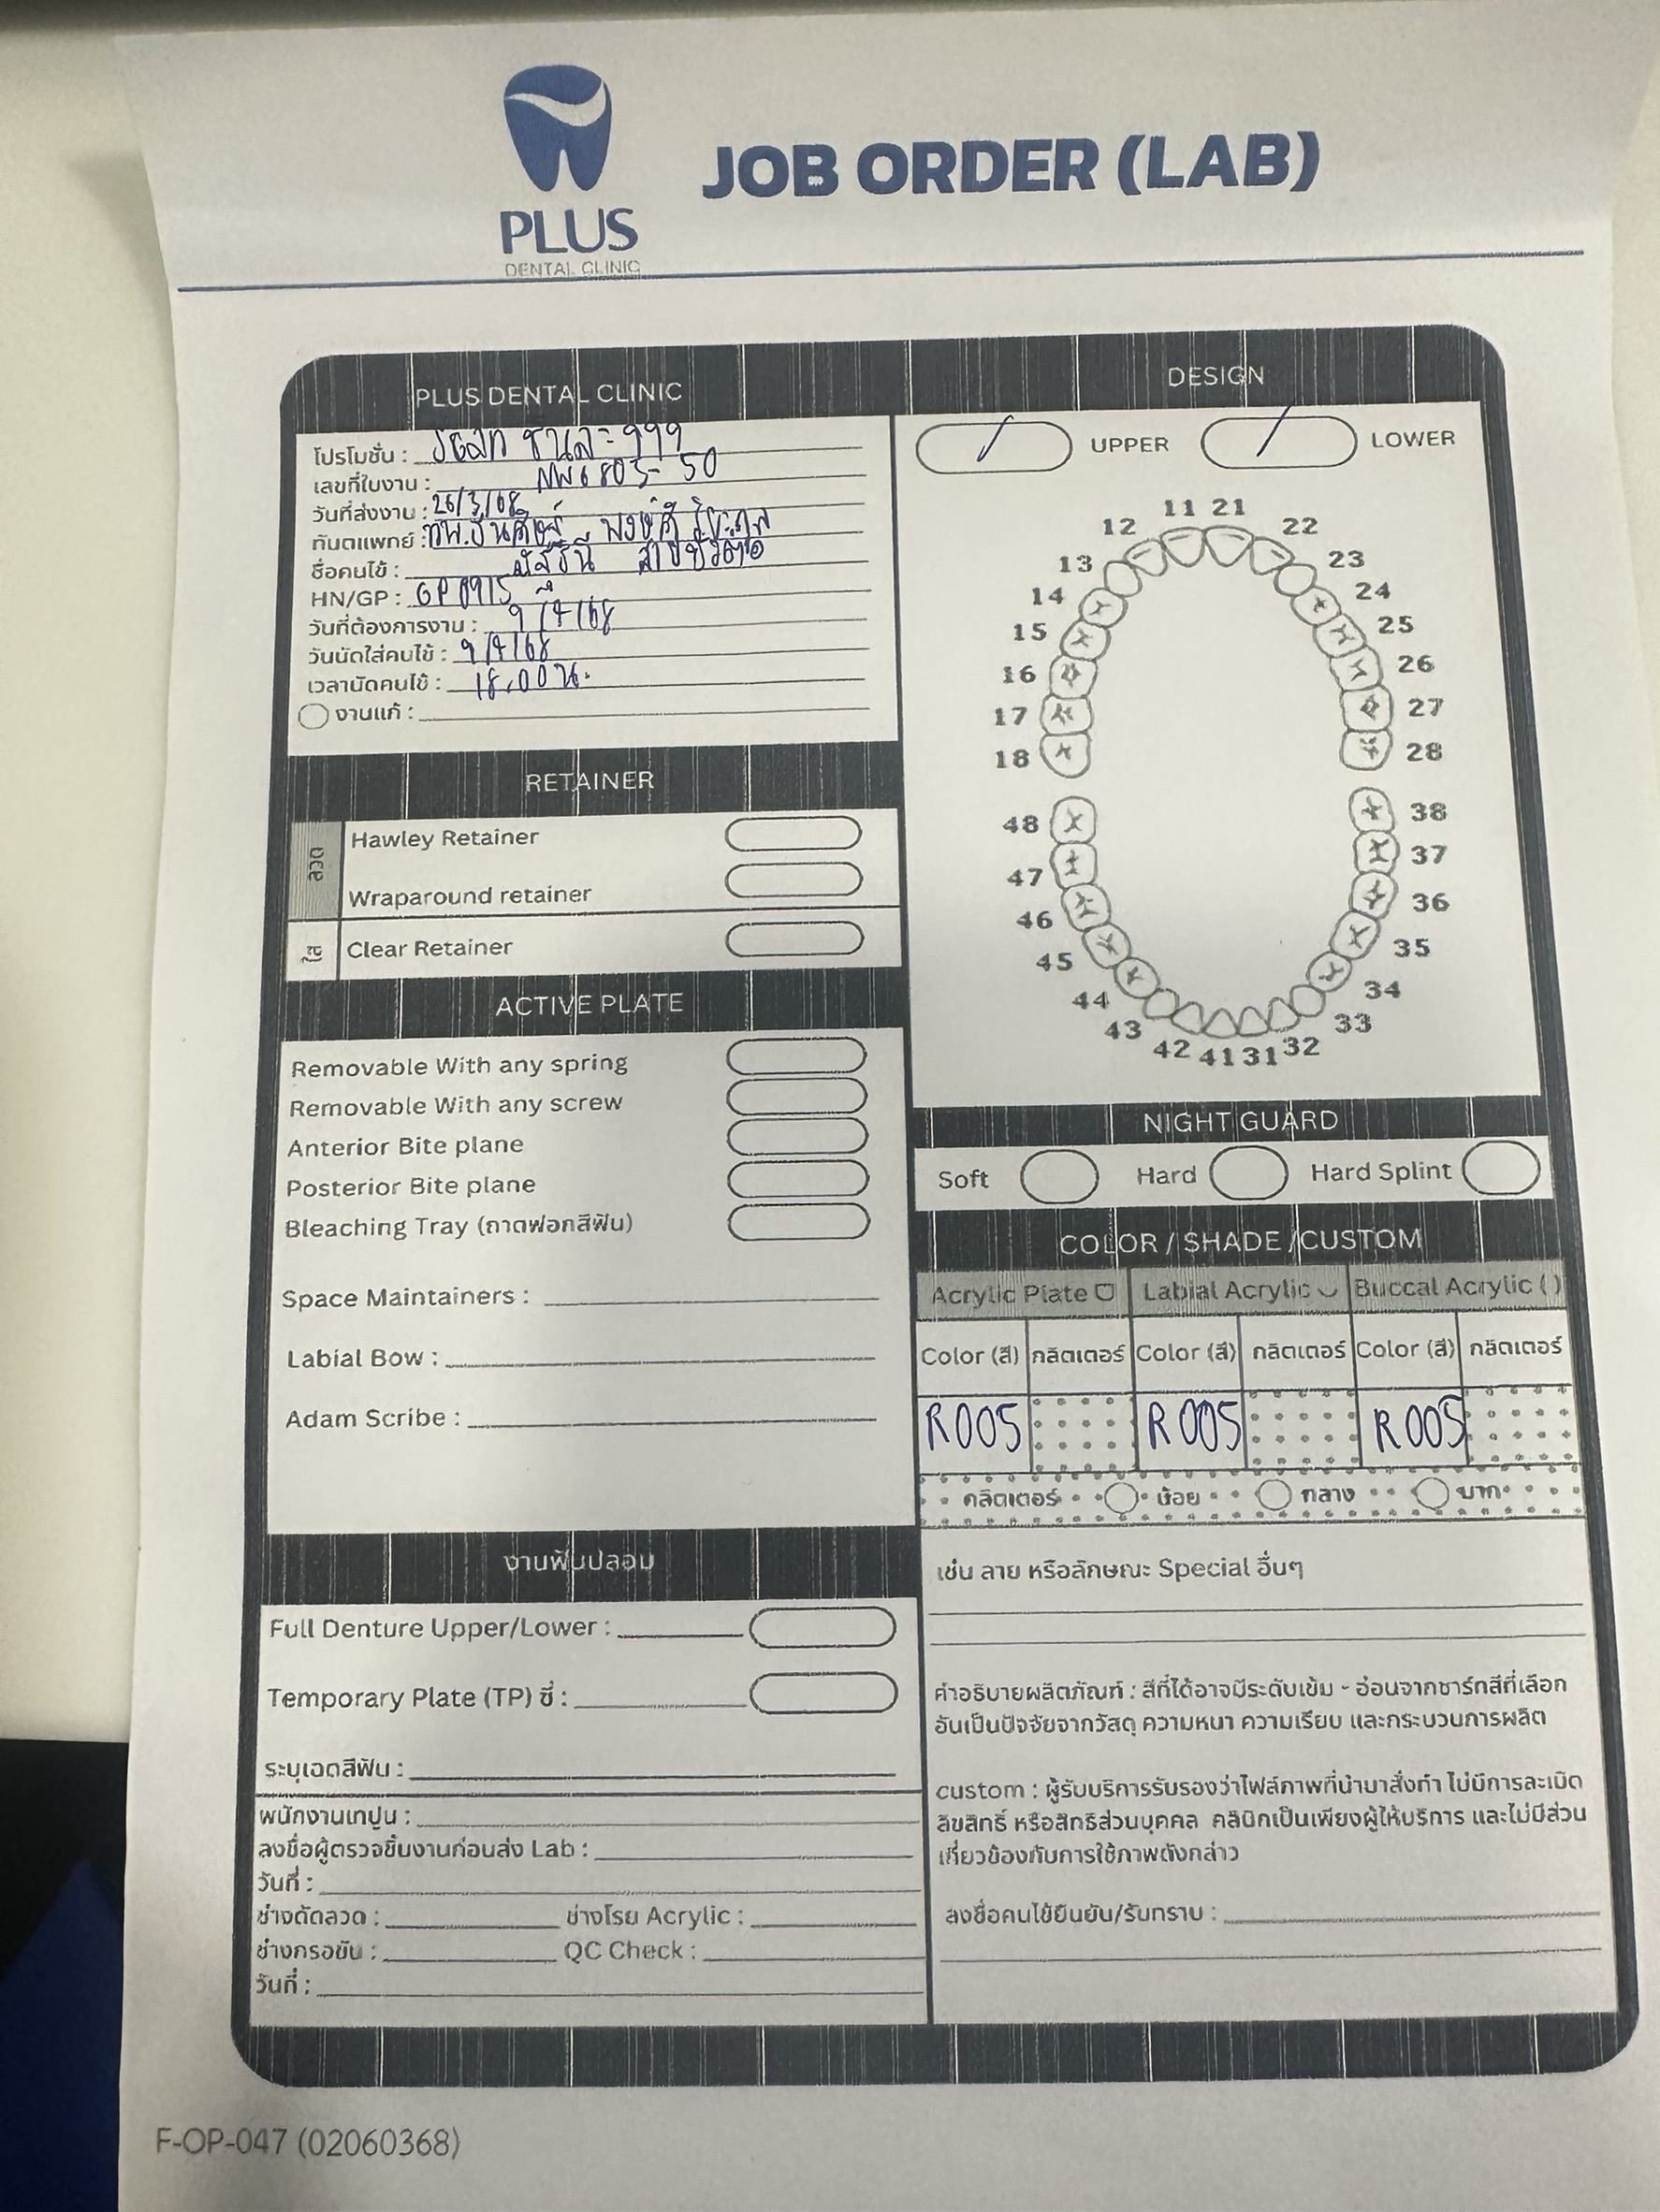 PLUS
DENTAL CLINIC
JOB ORDER (LAB)
PLUS DENTAL CLINIC
โปรโมชั่น : ชิ้นละ 999
เลขที่ใบงาน : NW6803-50
วันที่ส่งงาน : 26/3/68
ทันตแพทย์ : ทพ.
ชื่อคนไข้ :
HN/GP : GP8915
วันที่ต้องการงาน : 9/4/68
วันนัดใส่คนไข้ : 9/4/68
เวลานัดคนไข้ : 18.00 น.
งานแก้ :
RETAINER
ลวด
Hawley Retainer
Wraparound retainer
ใส
Clear Retainer
ACTIVE PLATE
Removable With any spring
Removable With any screw
Anterior Bite plane
Posterior Bite plane
Bleaching Tray (ถาดฟอกสีฟัน)
Space Maintainers :
Labial Bow :
Adam Scribe :
งานฟันปลอม
Full Denture Upper/Lower :
Temporary Plate (TP) ซี่ :
ระบุเฉดสีฟัน :
พนักงานเทปูน :
ลงชื่อผู้ตรวจชิ้นงานก่อนส่ง Lab :
วันที่ :
ช่างดัดลวด : ช่างโรย Acrylic :
ช่างกรอขัน : QC Check :
วันที่ :
DESIGN
/ UPPER / LOWER
11 21
12 22
13 23
14 24
15 25
16 26
17 27
18 28
48 38
47 37
46 36
45 35
44 34
43 33
42 41 31 32
NIGHT GUARD
Soft Hard Hard Splint
COLOR / SHADE /CUSTOM
Acrylic Plate Labial Acrylic Buccal Acrylic ( )
Color (สี) กลิตเตอร์ Color (สี) กลิตเตอร์ Color (สี) กลิตเตอร์
R005 R005 R005
กลิตเตอร์ น้อย กลาง มาก
เช่น ลาย หรือลักษณะ Special อื่นๆ
คำอธิบายผลิตภัณฑ์ : สีที่ได้อาจมีระดับเข้ม - อ่อนจากชาร์ทสีที่เลือก
อันเป็นปัจจัยจากวัสดุ ความหนา ความเรียบ และกระบวนการผลิต
custom : ผู้รับบริการรับรองว่าไฟล์ภาพที่นำมาสั่งทำ ไม่มีการละเมิด
ลิขสิทธิ์ หรือสิทธิส่วนบุคคล คลินิกเป็นเพียงผู้ให้บริการ และไม่มีส่วน
เกี่ยวข้องกับการใช้ภาพดังกล่าว
ลงชื่อคนไข้ยืนยัน/รับทราบ :
F-OP-047 (02060368)